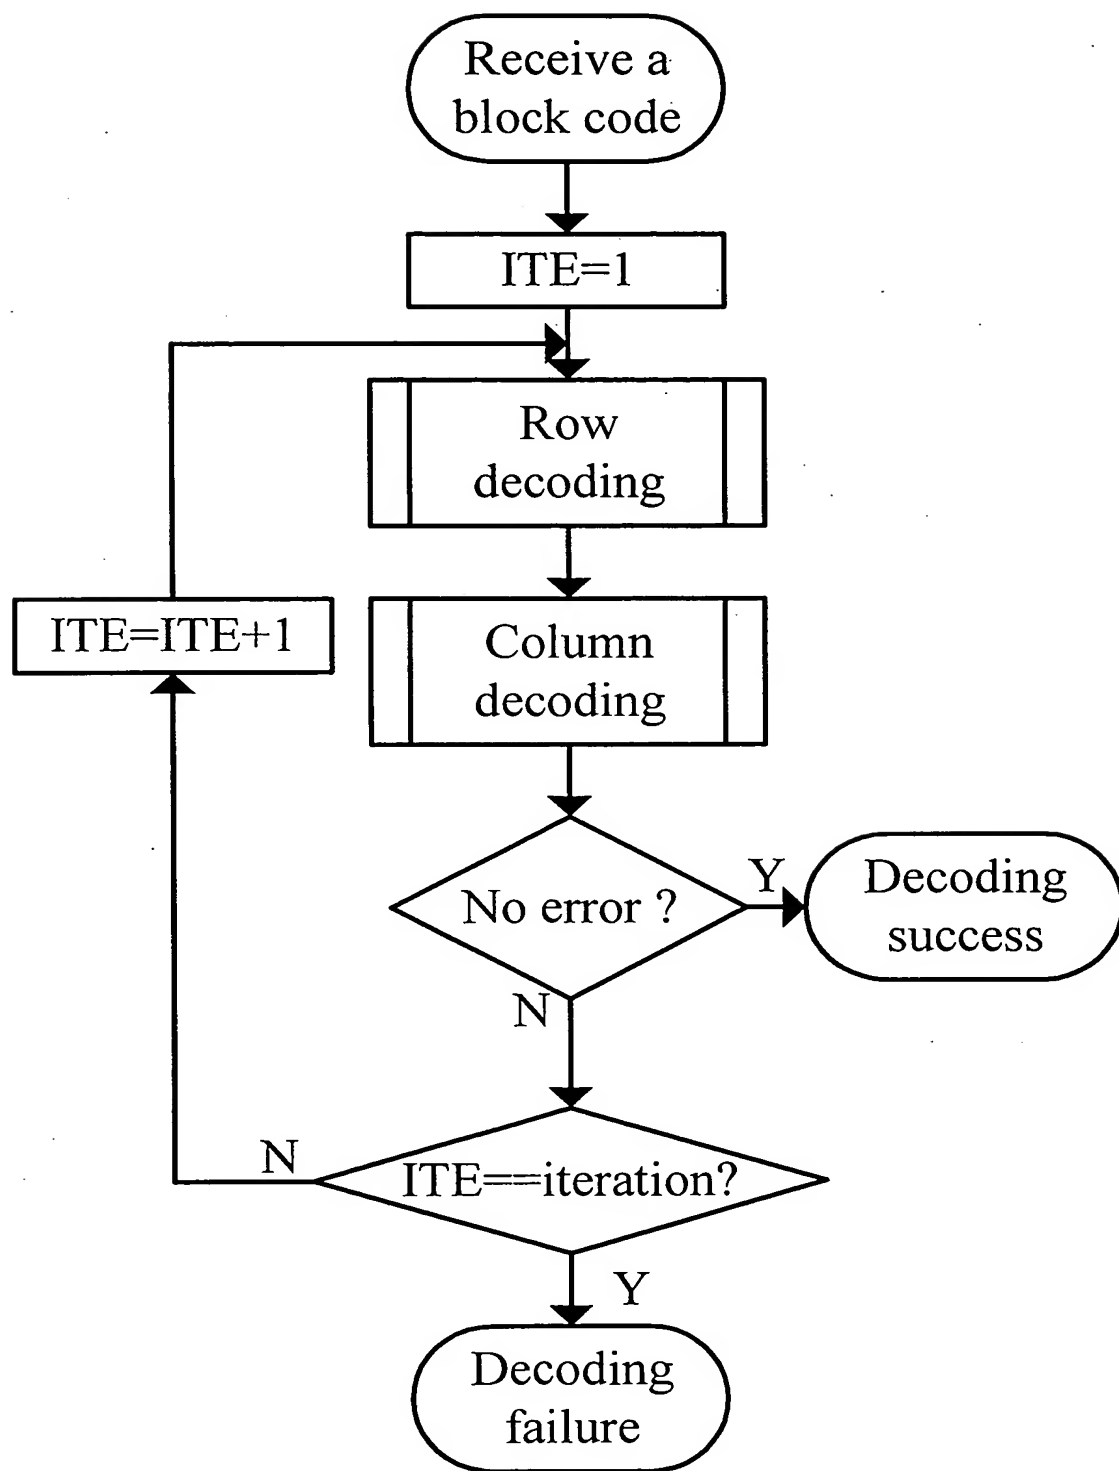 Receive a
block code
ITE=1
Row
decoding
ITE=ITE+1
Column
decoding
No error ?
Y
Decoding
success
N
N
ITE==iteration?
Y
Decoding
failure